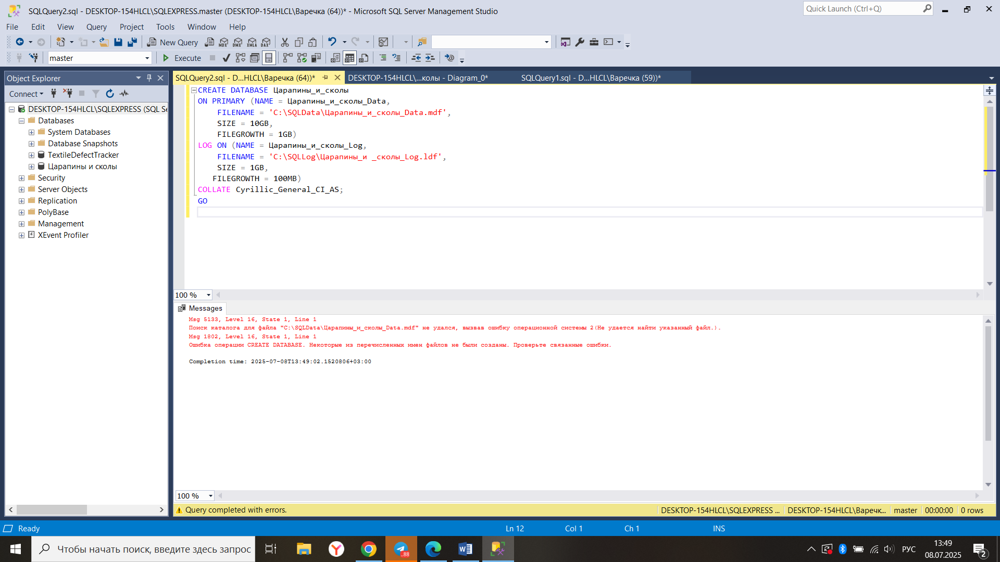 SQLQuery2.sql - DESKTOP-154HLCL\SQLEXPRESS.master (DESKTOP-154HLCL\Варечка (64))* - Microsoft SQL Server Management Studio
Quick Launch (Ctrl+Q)
File Edit View Query Project Tools Window Help
New Query MDX DMX XMLA DAX
master Execute
Object Explorer
SQLQuery2.sql - D...HLCL\Варечка (64))* DESKTOP-154HLCL\...колы - Diagram_0* SQLQuery1.sql - D...HLCL\Варечка (59))*
Connect
DESKTOP-154HLCL\SQLEXPRESS (SQL Se
Databases
System Databases
Database Snapshots
TextileDefectTracker
Царапины и сколы
Security
Server Objects
Replication
PolyBase
Management
XEvent Profiler
CREATE DATABASE Царапины_и_сколы
ON PRIMARY (NAME = Царапины_и_сколы_Data,
FILENAME = 'C:\SQLData\Царапины_и_сколы_Data.mdf',
SIZE = 10GB,
FILEGROWTH = 1GB)
LOG ON (NAME = Царапины_и_сколы_Log,
FILENAME = 'C:\SQLLog\Царапины_и _сколы_Log.ldf',
SIZE = 1GB,
FILEGROWTH = 100MB)
COLLATE Cyrillic_General_CI_AS;
GO
100 %
Messages
Msg 5133, Level 16, State 1, Line 1
Поиск каталога для файла "C:\SQLData\Царапины_и_сколы_Data.mdf" не удался, вызвав ошибку операционной системы 2(Не удается найти указанный файл.).
Msg 1802, Level 16, State 1, Line 1
Ошибка операции CREATE DATABASE. Некоторые из перечисленных имен файлов не были созданы. Проверьте связанные ошибки.
Completion time: 2025-07-08T13:49:02.1520806+03:00
100 %
Query completed with errors. DESKTOP-154HLCL\SQLEXPRESS ... DESKTOP-154HLCL\Варечк... master 00:00:00 0 rows
Ready Ln 12 Col 1 Ch 1 INS
Чтобы начать поиск, введите здесь запрос
..88
РУС
13:49
08.07.2025
2